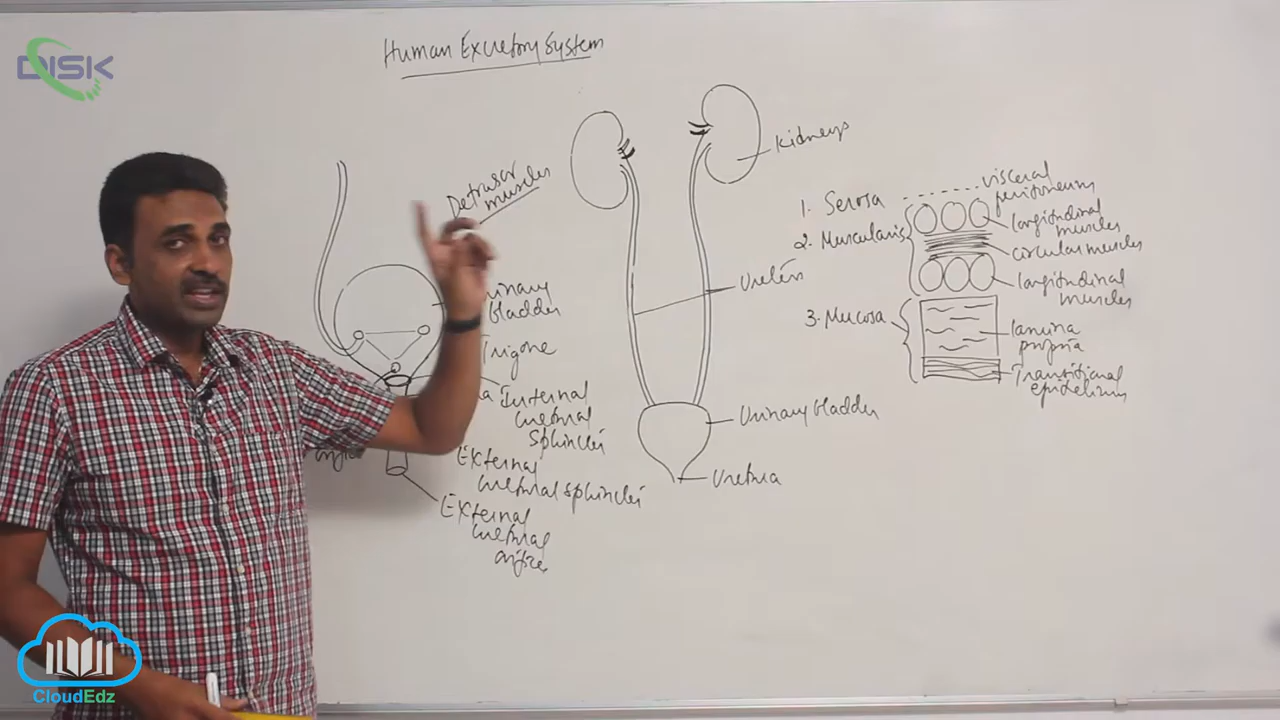 DISK
Human Excretory System
Detrusor
muscles
Kidneys
1. Serosa
visceral
peritoneum
2. Muscularis
longitudinal
muscles
circular muscles
longitudinal
muscles
Ureters
3. Mucosa
lamina
propria
Transitional
epithelium
bladder
Trigone
Internal
urethral
sphincter
Urinary bladder
External
urethral sphincter
Urethra
External
urethral
orifice
CloudEdz